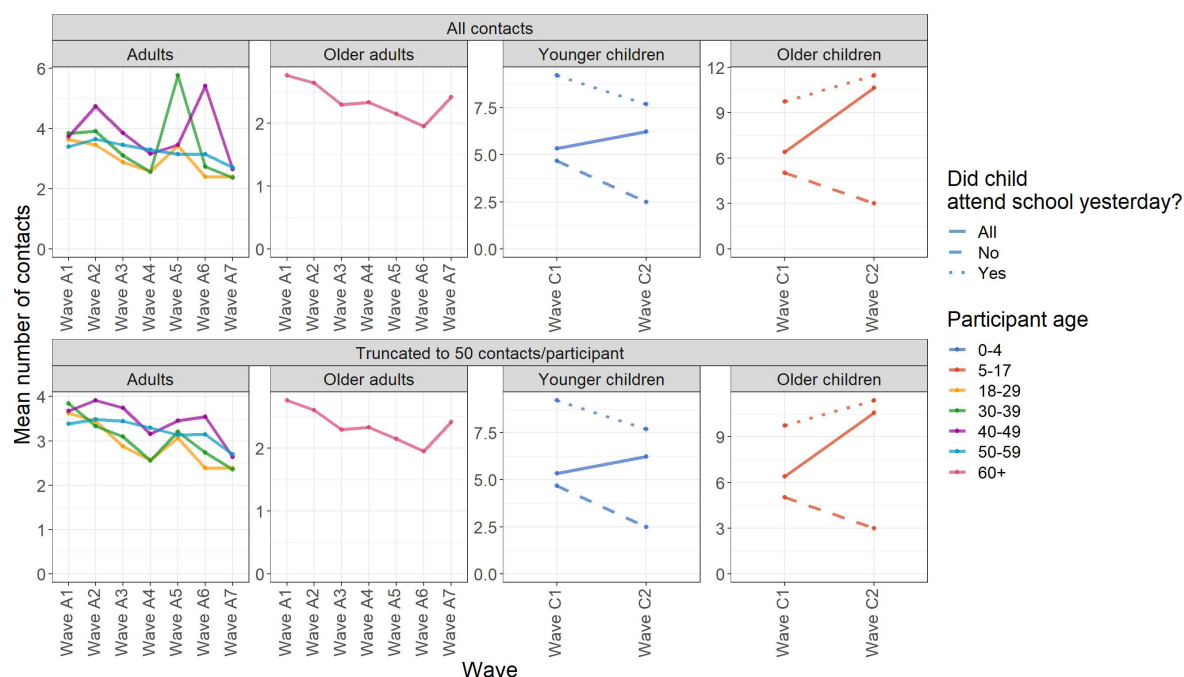 All contacts
Adults
Older adults
Younger children
Older children
6
4
2
0
2
1
0
7.5
5.0
2.5
0.0
12
9
6
3
0
Wave A1
Wave A2
Wave A3
Wave A4
Wave A5
Wave A6
Wave A7
Wave A1
Wave A2
Wave A3
Wave A4
Wave A5
Wave A6
Wave A7
Wave C1
Wave C2
Wave C1
Wave C2
Mean number of contacts
Truncated to 50 contacts/participant
Adults
Older adults
Younger children
Older children
4
3
2
1
0
2
1
0
7.5
5.0
2.5
0.0
9
6
3
0
Wave A1
Wave A2
Wave A3
Wave A4
Wave A5
Wave A6
Wave A7
Wave A1
Wave A2
Wave A3
Wave A4
Wave A5
Wave A6
Wave A7
Wave C1
Wave C2
Wave C1
Wave C2
Wave
Did child
attend school yesterday?
All
No
Yes
Participant age
0-4
5-17
18-29
30-39
40-49
50-59
60+